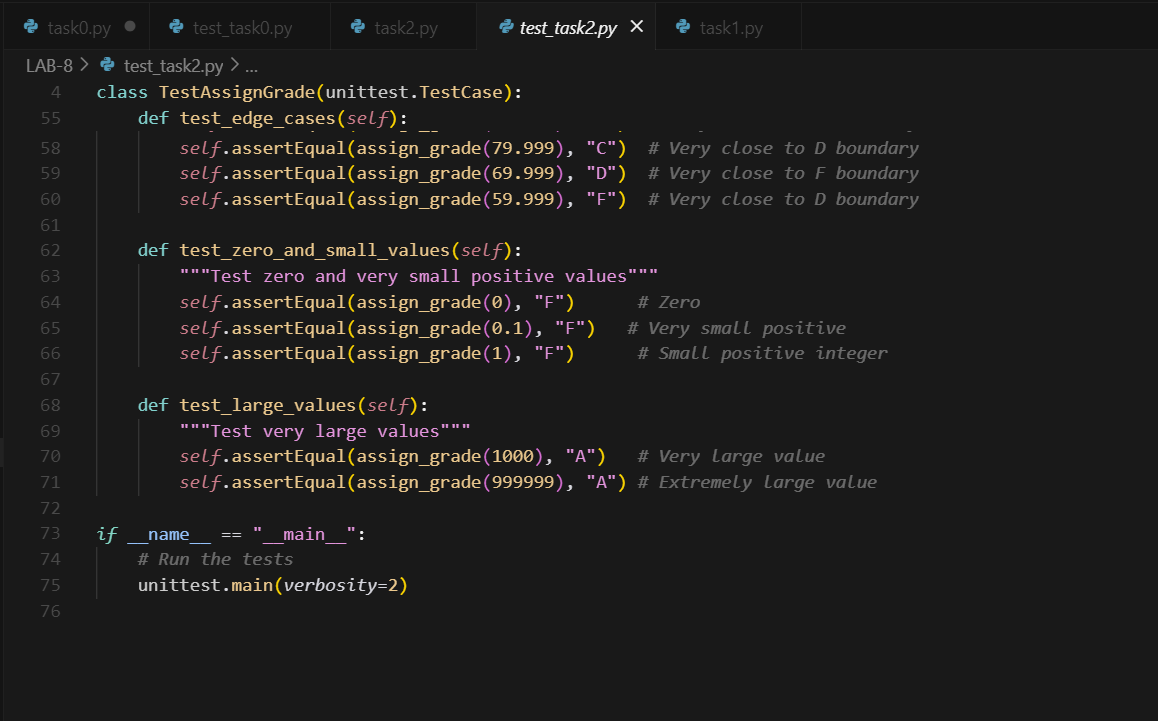 task0.py test_task0.py task2.py test_task2.py task1.py
LAB-8 > test_task2.py > ...
4 class TestAssignGrade(unittest.TestCase):
55 def test_edge_cases(self):
58 self.assertEqual(assign_grade(79.999), "C") # Very close to D boundary
59 self.assertEqual(assign_grade(69.999), "D") # Very close to F boundary
60 self.assertEqual(assign_grade(59.999), "F") # Very close to D boundary
61
62 def test_zero_and_small_values(self):
63 """Test zero and very small positive values"""
64 self.assertEqual(assign_grade(0), "F") # Zero
65 self.assertEqual(assign_grade(0.1), "F") # Very small positive
66 self.assertEqual(assign_grade(1), "F") # Small positive integer
67
68 def test_large_values(self):
69 """Test very large values"""
70 self.assertEqual(assign_grade(1000), "A") # Very large value
71 self.assertEqual(assign_grade(999999), "A") # Extremely large value
72
73 if __name__ == "__main__":
74 # Run the tests
75 unittest.main(verbosity=2)
76